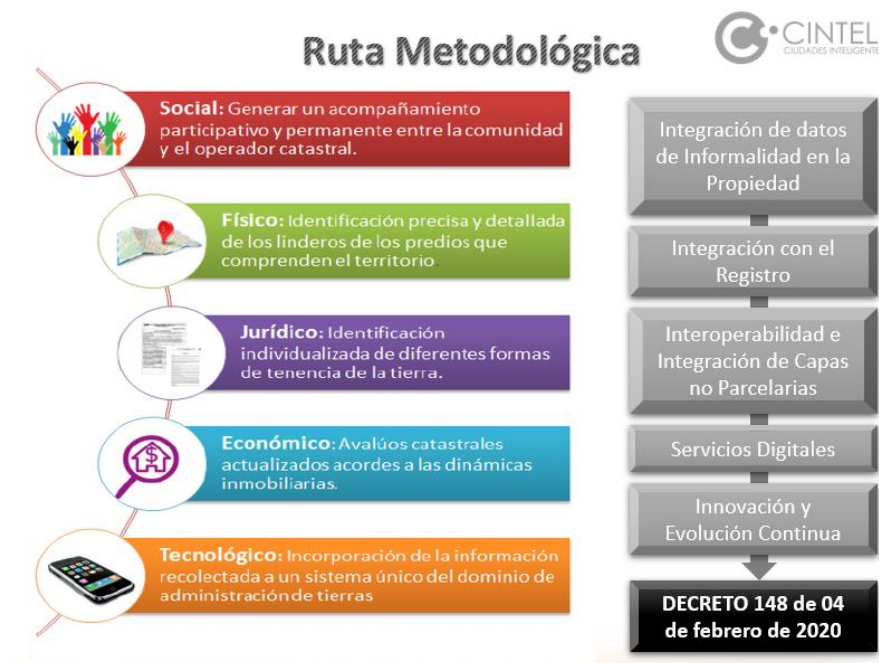 Ruta Metodológica
CINTEL
CIUDADES INTELIGENTE
Social: Generar un acompañamiento
participativo y permanente entre la comunidad
y el operador catastral.
Físico: Identificación precisa y detallada
de los linderos de los predios que
comprenden el territorio.
Jurídico: Identificación
individualizada de diferentes formas
de tenencia de la tierra.
Económico: Avalúos catastrales
actualizados acordes a las dinámicas
inmobiliarias.
Tecnológico: Incorporación de la información
recolectada a un sistema único del dominio de
administración de tierras
Integración de datos
de Informalidad en la
Propiedad
Integración con el
Registro
Interoperabilidad e
Integración de Capas
no Parcelarias
Servicios Digitales
Innovación y
Evolución Continua
DECRETO 148 de 04
de febrero de 2020